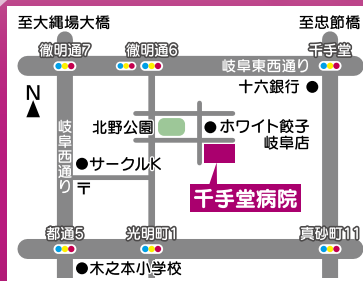 至大縄場大橋
至忠節橋
徹明通7
徹明通6
千手堂
岐阜東西通り
十六銀行
N
北野公園
ホワイト餃子
岐阜店
岐阜西通り
サークルK
〒
千手堂病院
都通5
光明町1
真砂町11
木之本小学校